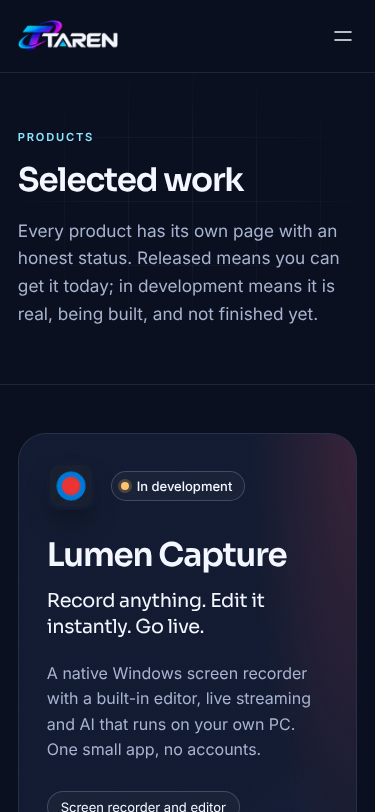 TAREN
PRODUCTS
Selected work
Every product has its own page with an
honest status. Released means you can
get it today; in development means it is
real, being built, and not finished yet.
In development
Lumen Capture
Record anything. Edit it
instantly. Go live.
A native Windows screen recorder
with a built-in editor, live streaming
and AI that runs on your own PC.
One small app, no accounts.
Screen recorder and editor